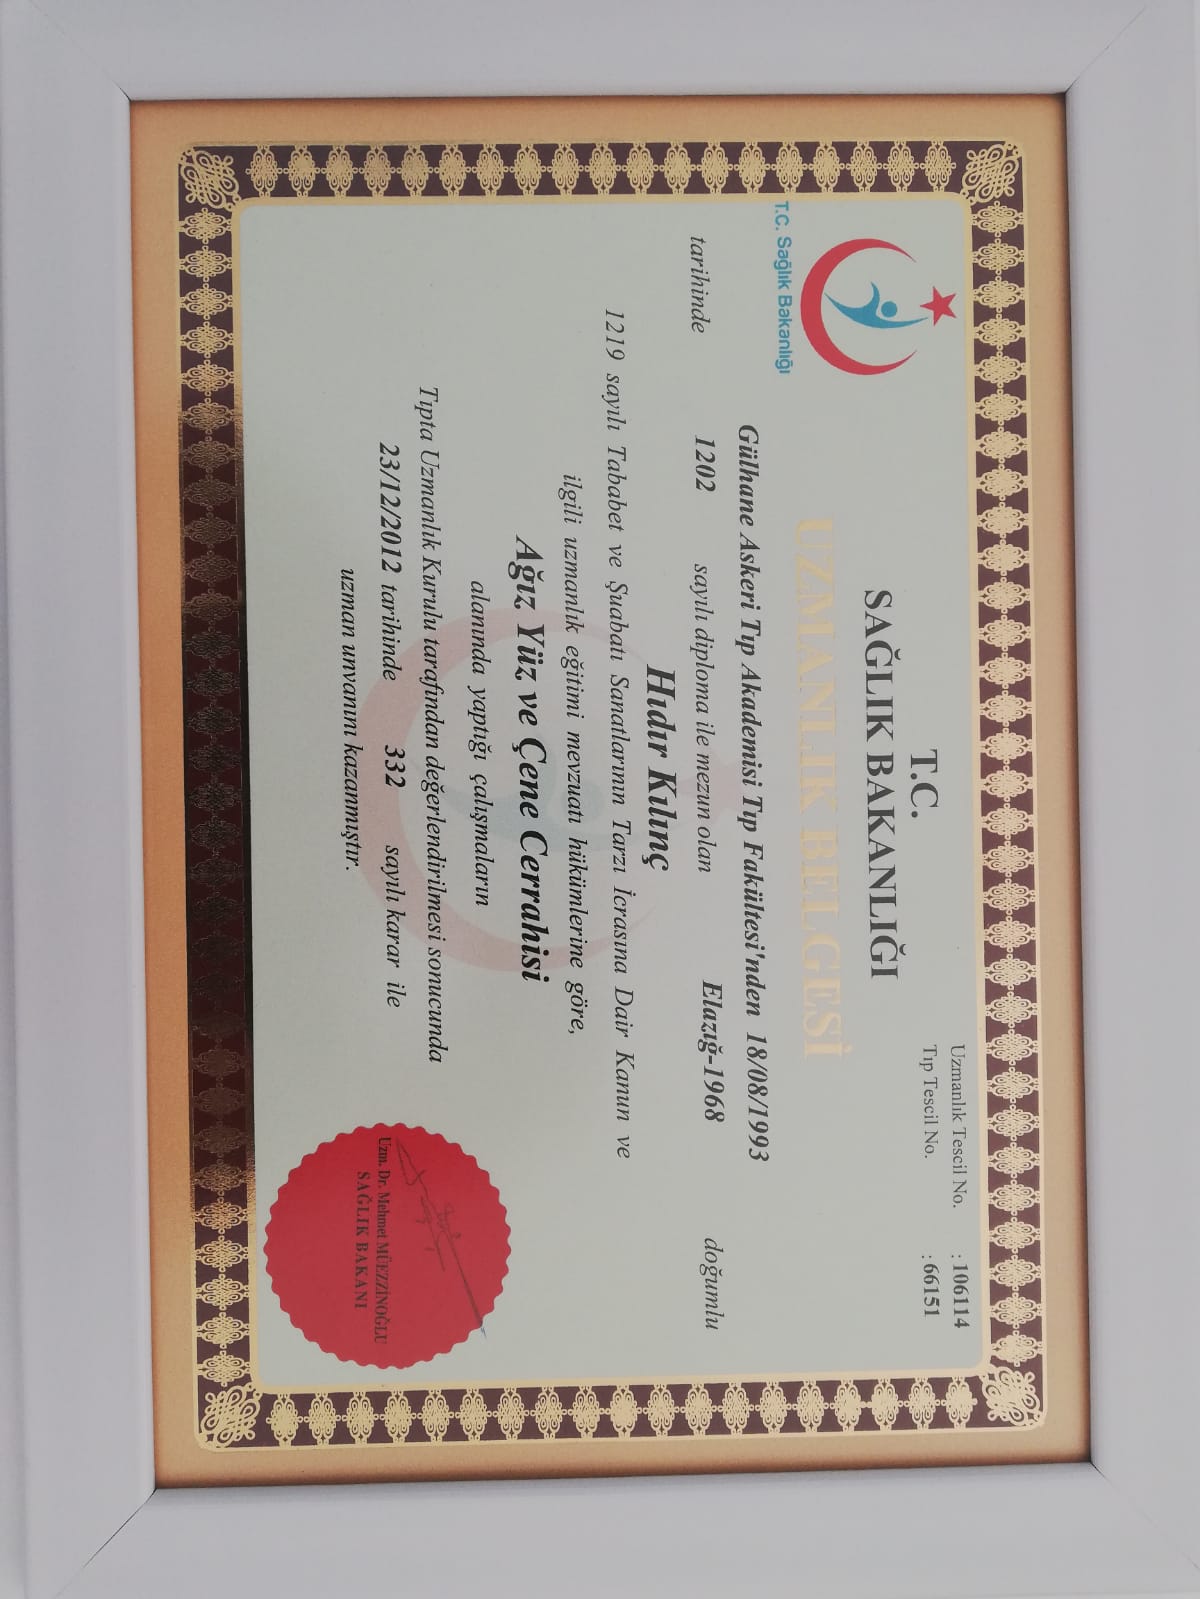 T.C. Sağlık Bakanlığı
Uzmanlık Tescil No. : 106114
Tıp Tescil No. : 66151
T.C.
SAĞLIK BAKANLIĞI
UZMANLIK BELGESİ
Gülhane Askeri Tıp Akademisi Tıp Fakültesi'nden 18/08/1993
tarihinde 1202 sayılı diploma ile mezun olan Elazığ-1968 doğumlu
Hıdır Kılınç
1219 sayılı Tababet ve Şuabatı Sanatlarının Tarzı İcrasına Dair Kanun ve
ilgili uzmanlık eğitimi mevzuatı hükümlerine göre,
Ağız Yüz ve Çene Cerrahisi
alanında yaptığı çalışmaların
Tıpta Uzmanlık Kurulu tarafından değerlendirilmesi sonucunda
23/12/2012 tarihinde 332 sayılı karar ile
uzman unvanını kazanmıştır.
Uzm. Dr. Mehmet MÜEZZİNOĞLU
SAĞLIK BAKANI